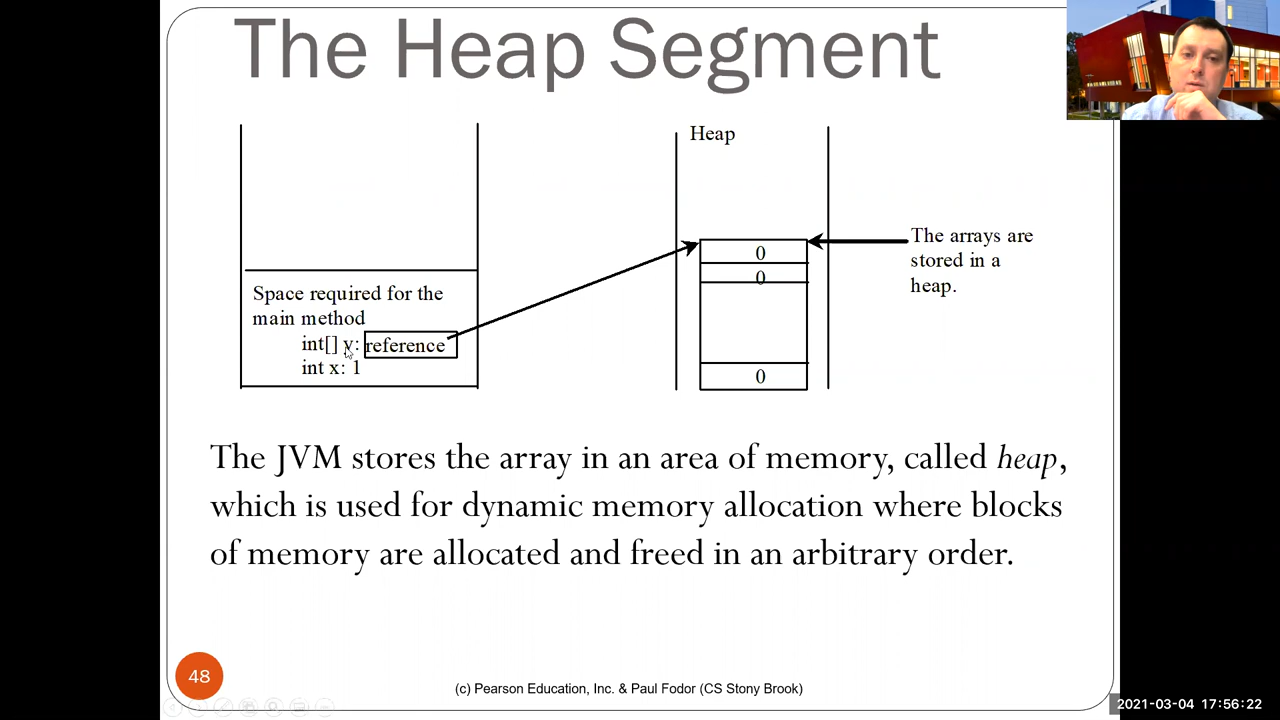 The Heap Segment
Space required for the
main method
int[] y: reference
int x: 1
Heap
0
0
0
The arrays are
stored in a
heap.
The JVM stores the array in an area of memory, called heap,
which is used for dynamic memory allocation where blocks
of memory are allocated and freed in an arbitrary order.
48
(c) Pearson Education, Inc. & Paul Fodor (CS Stony Brook)
2021-03-04 17:56:22